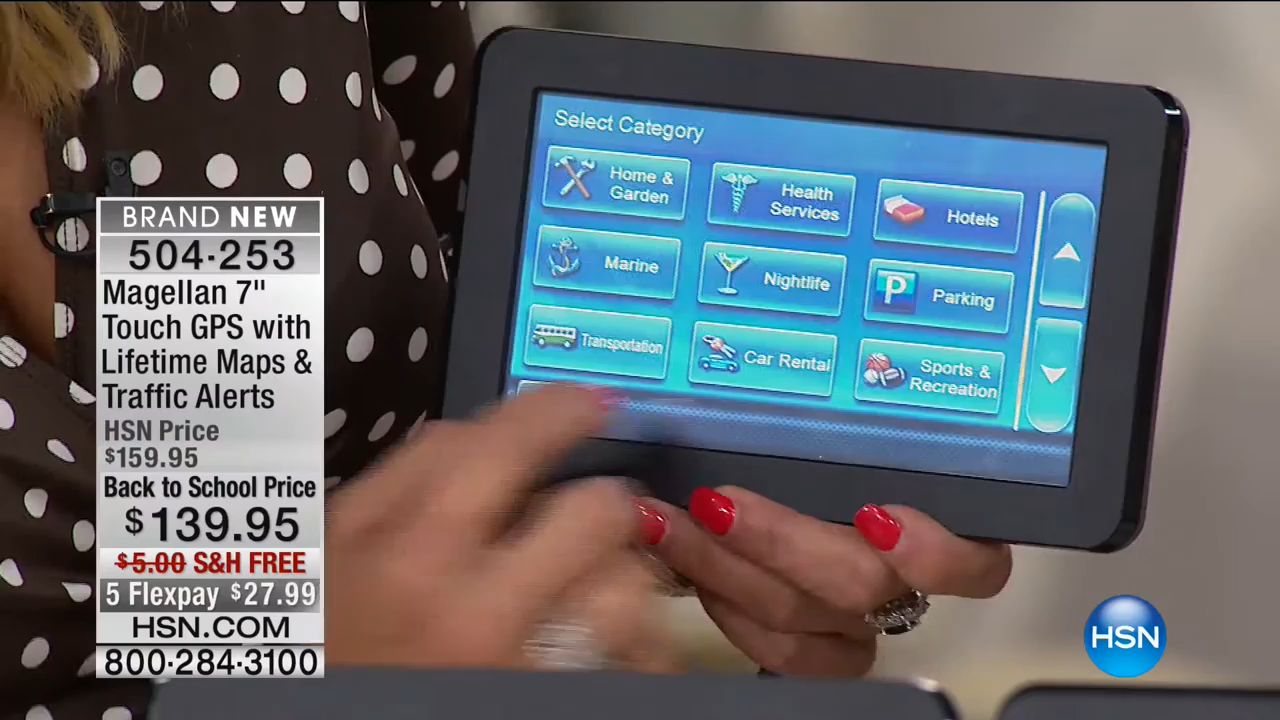 BRAND NEW
504-253
Magellan 7"
Touch GPS with
Lifetime Maps &
Traffic Alerts
HSN Price
$159.95
Back to School Price
$139.95
$5.00 S&H FREE
5 Flexpay $27.99
HSN.COM
800-284-3100
Select Category
Home &
Garden
Health
Services
Hotels
Marine
Nightlife
P
Parking
Transportation
Car Rental
Sports &
Recreation
HSN